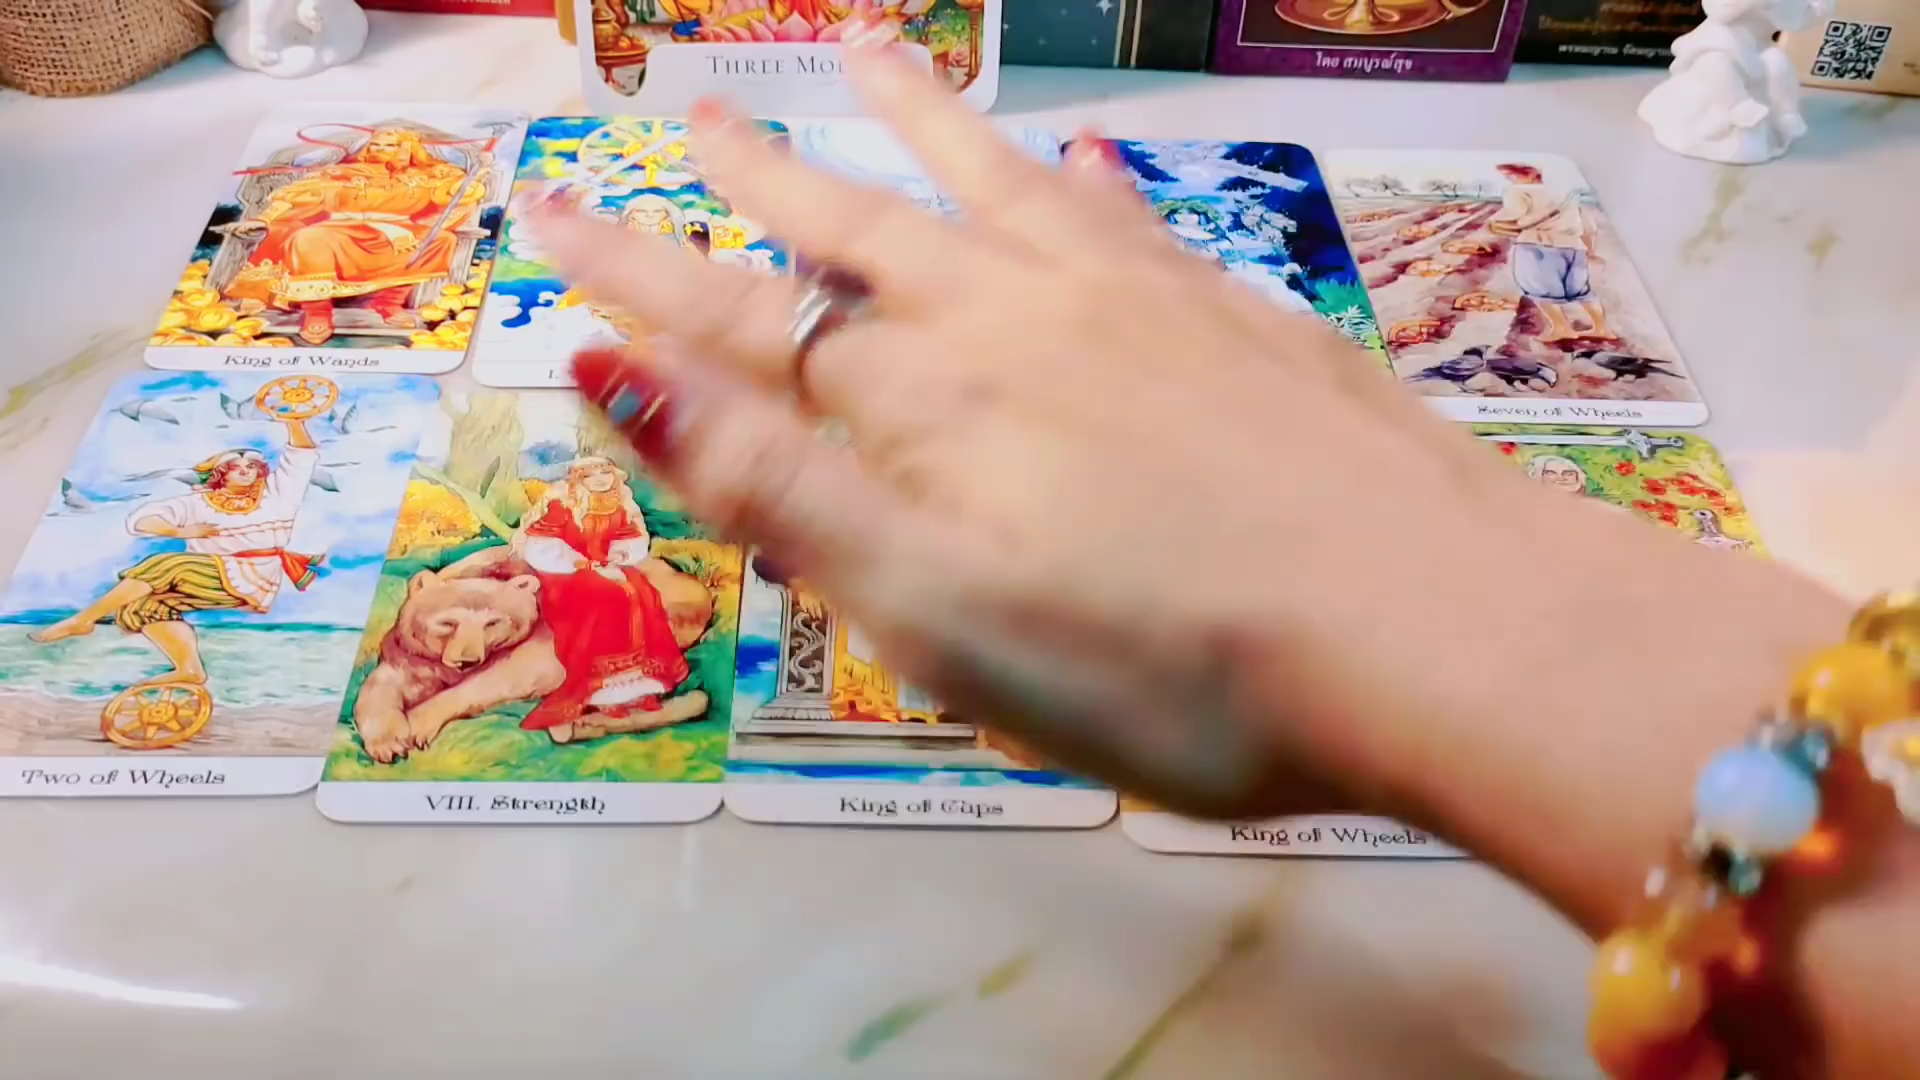 THREE MO
โดย สมบูรณ์สุข
King of Wands
I.
Seven of Wheels
Two of Wheels
VIII. Strength
King of Cups
King of Wheels